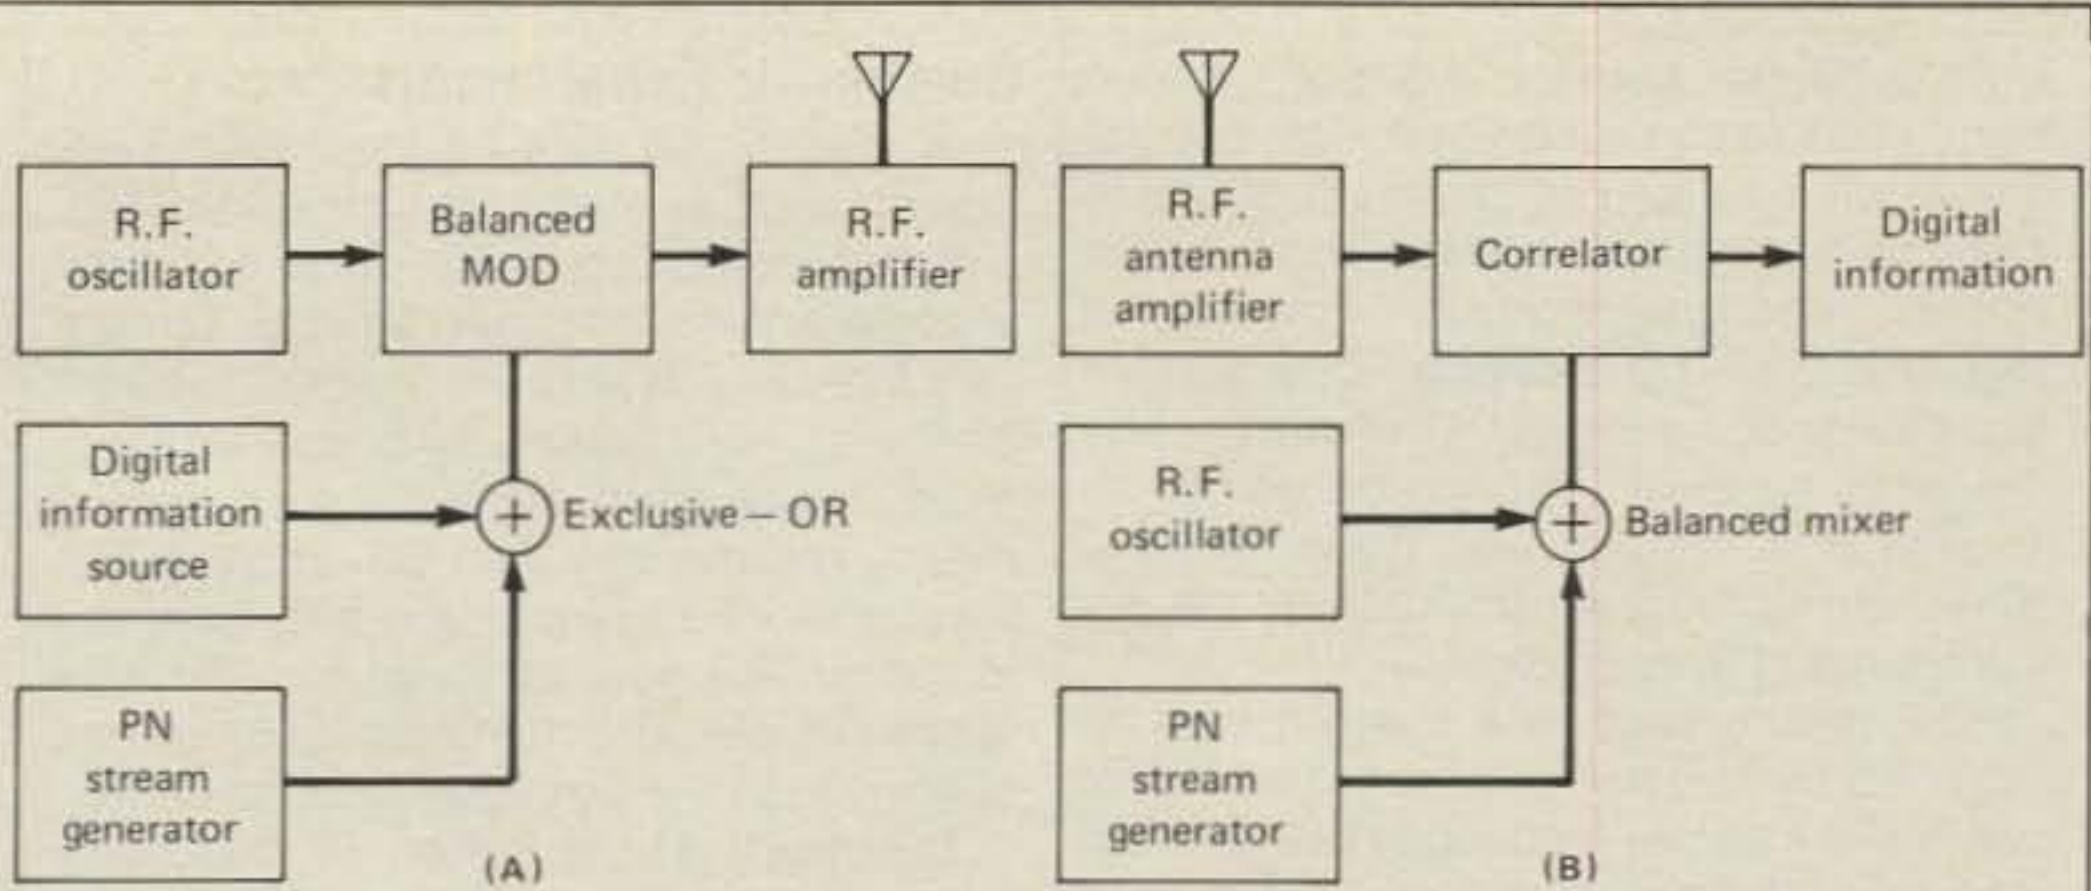 R.F.
oscillator
Balanced
MOD
R.F.
amplifier
Digital
information
source
+
Exclusive — OR
PN
stream
generator
(A)
R.F.
antenna
amplifier
Correlator
Digital
information
R.F.
oscillator
+
Balanced mixer
PN
stream
generator
(B)